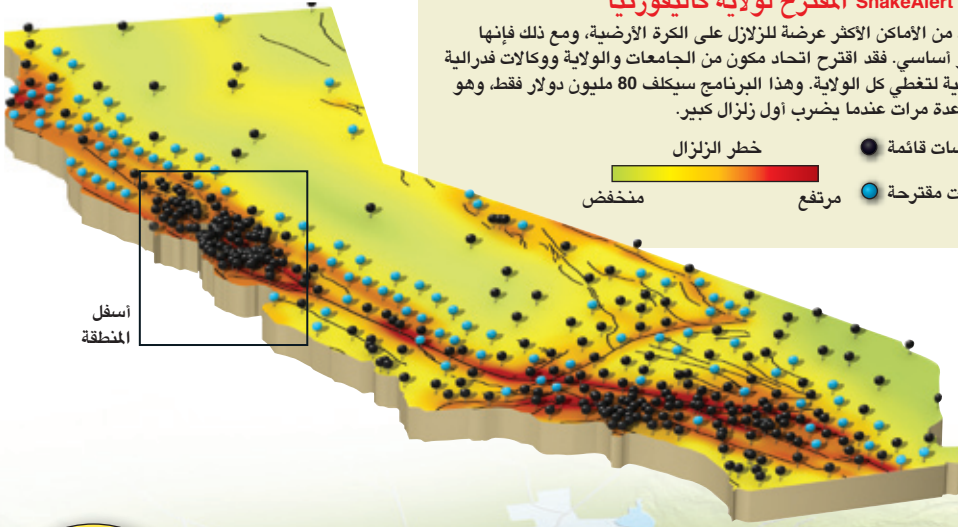 ShakeAlert المقترح لولاية كاليفورنيا
من الأماكن الأكثر عرضة للزلازل على الكرة الأرضية، ومع ذلك فإنها
أساسي. فقد اقترح اتحاد مكون من الجامعات والولاية ووكالات فدرالية
لتغطي كل الولاية. وهذا البرنامج سيكلف 80 مليون دولار فقط، وهو
عدة مرات عندما يضرب أول زلزال كبير.
قائمة
مقترحة
خطر الزلزال
مرتفع
منخفض
أسفل
المنطقة